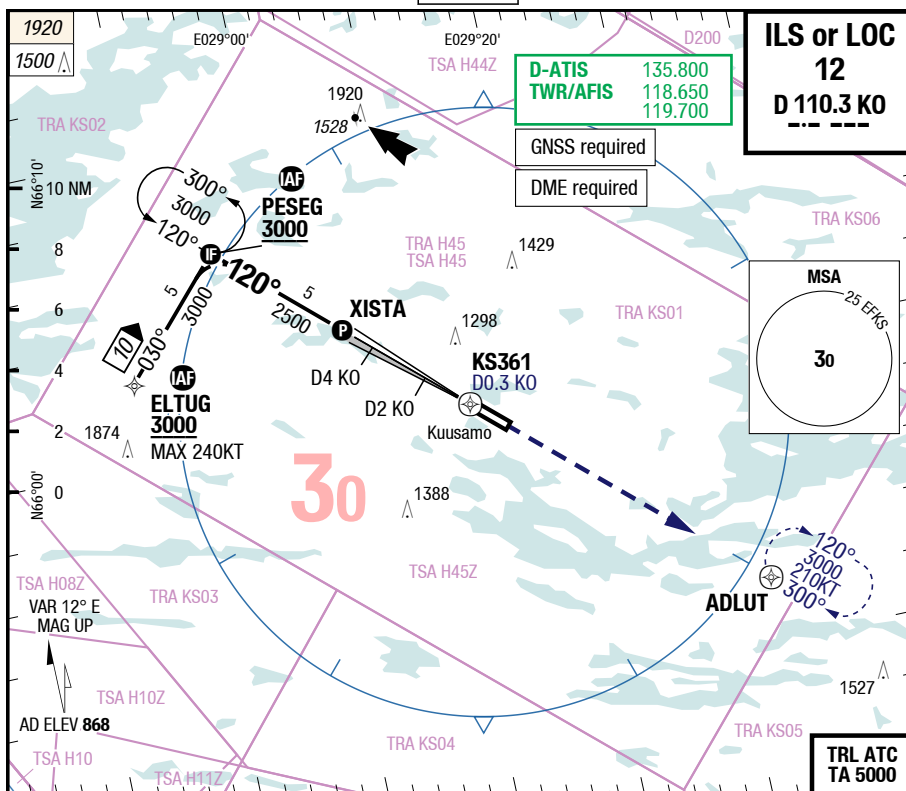 1920
1500
E029°00'
E029°20'
D200
TSA H44Z
ILS or LOC
12
D 110.3 KO
D-ATIS 135.800
TWR/AFIS 118.650
119.700
GNSS required
DME required
1920
1528
TRA KS02
N66°10'
10 NM
8
6
4
2
0
N66°00'
300°
3000
120°
IAF
PESEG
3000
IF
120°
5
2500
5
3000
030°
10
IAF
ELTUG
3000
MAX 240KT
TRA H45
TSA H45
1429
TRA KS06
TRA KS01
MSA
25 EFKS
30
XISTA
P
1298
D4 KO
D2 KO
KS361
D0.3 KO
Kuusamo
1874
30
1388
TSA H45Z
120°
3000
210KT
300°
ADLUT
TSA H08Z
VAR 12° E
MAG UP
TRA KS03
TSA H10Z
AD ELEV 868
TSA H10
TSA H11Z
TRA KS04
TRA KS05
1527
TRL ATC
TA 5000